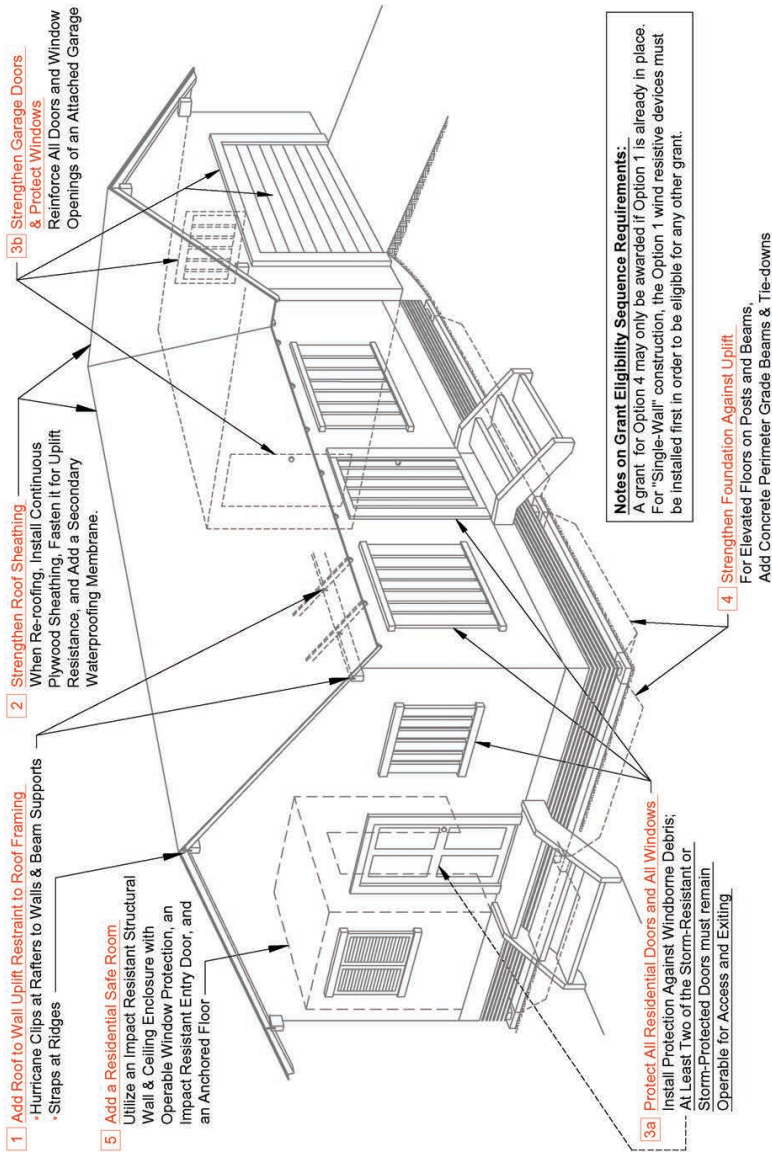 1 Add Roof to Wall Uplift Restraint to Roof Framing
• Hurricane Clips at Rafters to Walls & Beam Supports
• Straps at Ridges
2 Strengthen Roof Sheathing
When Re-roofing, Install Continuous
Plywood Sheathing, Fasten it for Uplift
Resistance, and Add a Secondary
Waterproofing Membrane.
3b Strengthen Garage Doors
& Protect Windows
Reinforce All Doors and Window
Openings of an Attached Garage
5 Add a Residential Safe Room
Utilize an Impact Resistant Structural
Wall & Ceiling Enclosure with
Operable Window Protection, an
Impact Resistant Entry Door, and
an Anchored Floor
3a Protect All Residential Doors and All Windows
Install Protection Against Windborne Debris;
At Least Two of the Storm-Resistant or
Storm-Protected Doors must remain
Operable for Access and Exiting
4 Strengthen Foundation Against Uplift
For Elevated Floors on Posts and Beams,
Add Concrete Perimeter Grade Beams & Tie-downs
Notes on Grant Eligibility Sequence Requirements:
A grant for Option 4 may only be awarded if Option 1 is already in place.
For "Single-Wall" construction, the Option 1 wind resistive devices must
be installed first in order to be eligible for any other grant.